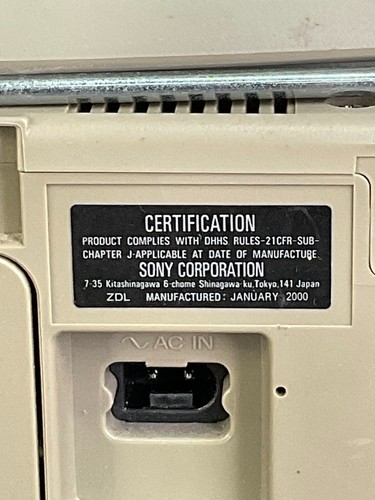 CERTIFICATION
PRODUCT COMPLIES WITH DHHS RULES-21CFR-SUB-
CHAPTER J-APPLICABLE AT DATE OF MANUFACTURE.
SONY CORPORATION
7-35 Kitashinagawa 6-chome Shinagawa-ku,Tokyo,141 Japan
ZDL MANUFACTURED: JANUARY 2000
~ AC IN